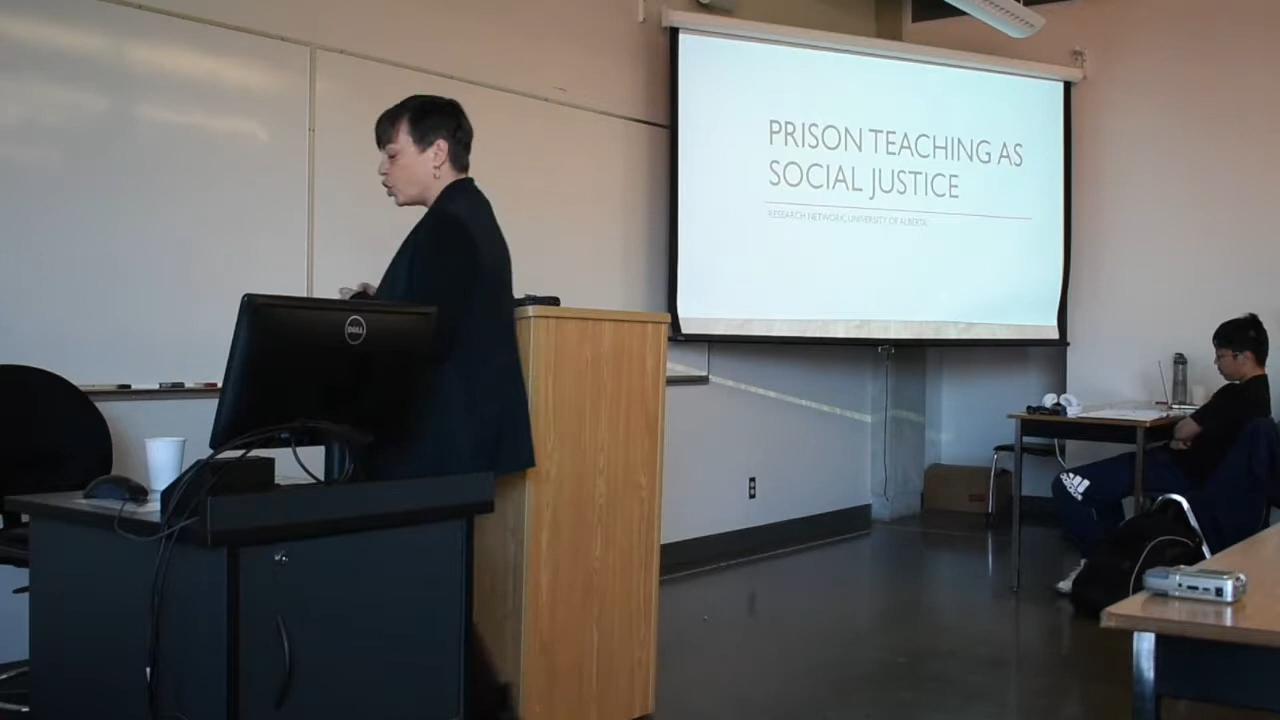 PRISON TEACHING AS
SOCIAL JUSTICE
RESEARCH NETWORK, UNIVERSITY OF ALBERTA
DELL